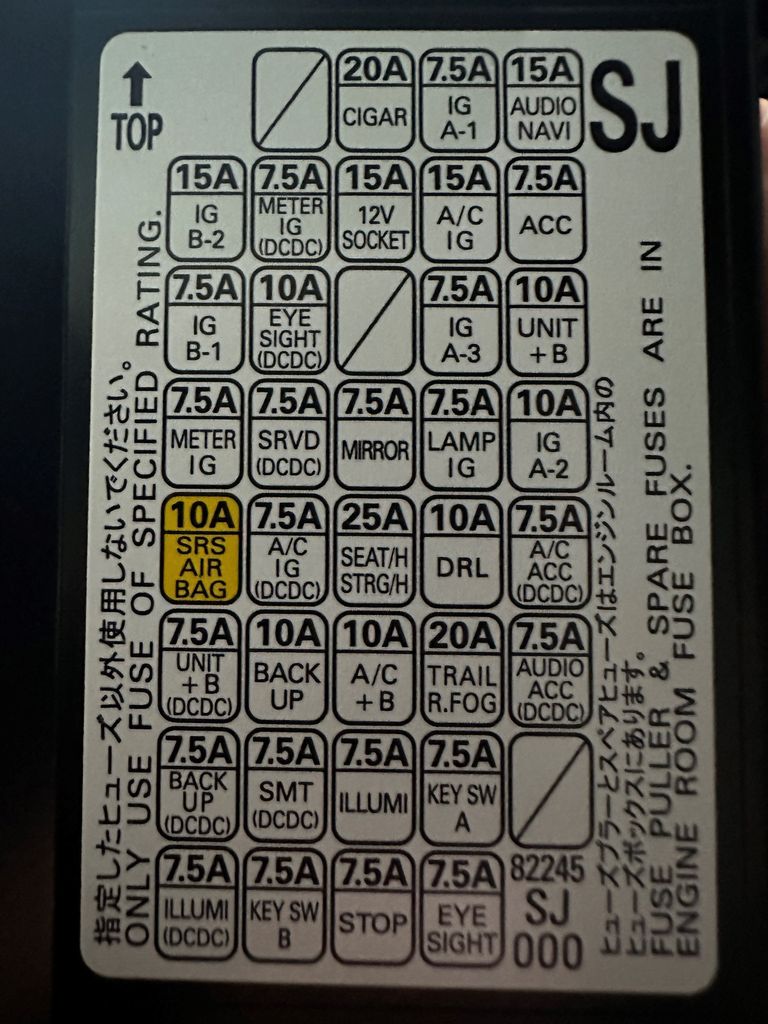 ↑
TOP
20A
CIGAR
7.5A
IG
A-1
15A
AUDIO
NAVI
SJ
15A
IG
B-2
7.5A
METER
IG
(DCDC)
15A
12V
SOCKET
15A
A/C
IG
7.5A
ACC
7.5A
IG
B-1
10A
EYE
SIGHT
(DCDC)
7.5A
IG
A-3
10A
UNIT
+B
7.5A
METER
IG
7.5A
SRVD
(DCDC)
7.5A
MIRROR
7.5A
LAMP
IG
10A
IG
A-2
10A
SRS
AIR
BAG
7.5A
A/C
IG
(DCDC)
25A
SEAT/H
STRG/H
10A
DRL
7.5A
A/C
ACC
(DCDC)
7.5A
UNIT
+B
(DCDC)
10A
BACK
UP
10A
A/C
+B
20A
TRAIL
R.FOG
7.5A
AUDIO
ACC
(DCDC)
7.5A
BACK
UP
(DCDC)
7.5A
SMT
(DCDC)
7.5A
ILLUMI
7.5A
KEY SW
A
7.5A
ILLUMI
(DCDC)
7.5A
KEY SW
B
7.5A
STOP
7.5A
EYE
SIGHT
82245
SJ
000
指定したヒューズ以外使用しないでください。
ONLY USE FUSE OF SPECIFIED RATING.
ヒューズプラーとスペアヒューズはエンジンルーム内の
ヒューズボックスにあります。
FUSE PULLER & SPARE FUSES ARE IN
ENGINE ROOM FUSE BOX.